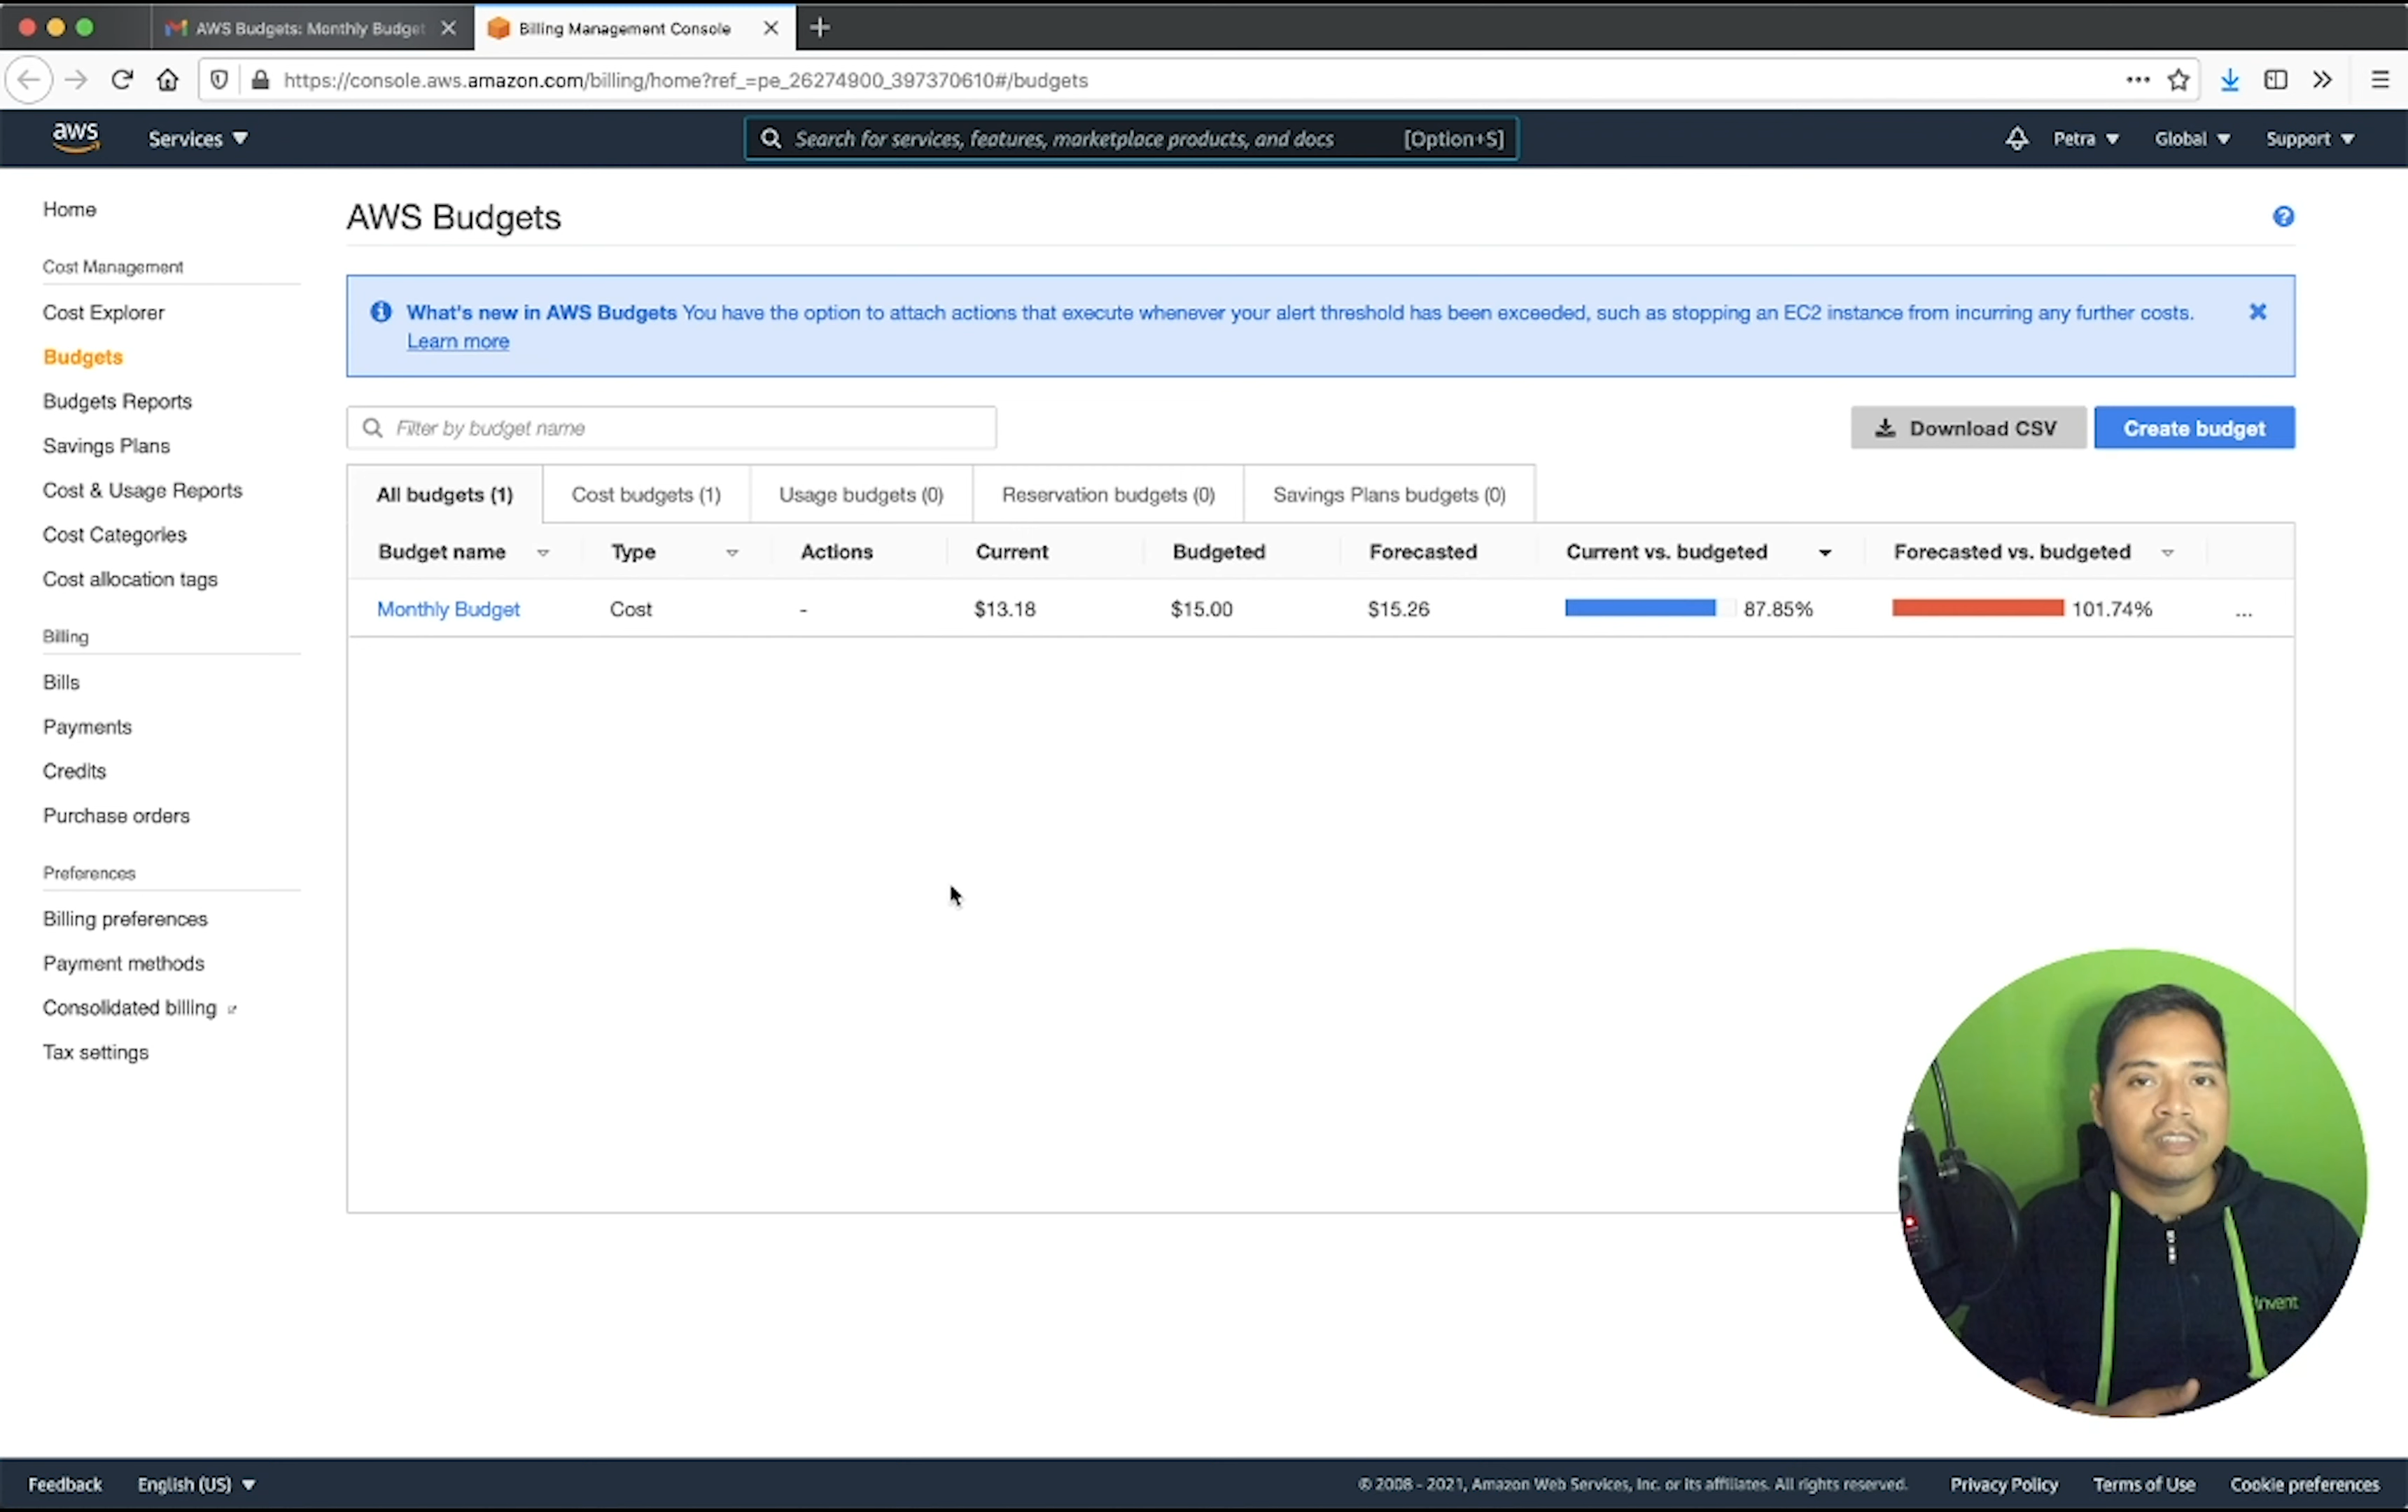 AWS Budgets: Monthly Budget
Billing Management Console
https://console.aws.amazon.com/billing/home?ref_=pe_26274900_397370610#/budgets
aws
Services
Search for services, features, marketplace products, and docs [Option+S]
Petra
Global
Support
Home
Cost Management
Cost Explorer
Budgets
Budgets Reports
Savings Plans
Cost & Usage Reports
Cost Categories
Cost allocation tags
Billing
Bills
Payments
Credits
Purchase orders
Preferences
Billing preferences
Payment methods
Consolidated billing
Tax settings
AWS Budgets
What's new in AWS Budgets You have the option to attach actions that execute whenever your alert threshold has been exceeded, such as stopping an EC2 instance from incurring any further costs.
Learn more
Filter by budget name
Download CSV
Create budget
All budgets (1)
Cost budgets (1)
Usage budgets (0)
Reservation budgets (0)
Savings Plans budgets (0)
Budget name Type Actions Current Budgeted Forecasted Current vs. budgeted Forecasted vs. budgeted
Monthly Budget Cost - $13.18 $15.00 $15.26 87.85% 101.74% ...
Invent
Feedback
English (US)
© 2008 - 2021, Amazon Web Services, Inc. or its affiliates. All rights reserved.
Privacy Policy
Terms of Use
Cookie preferences